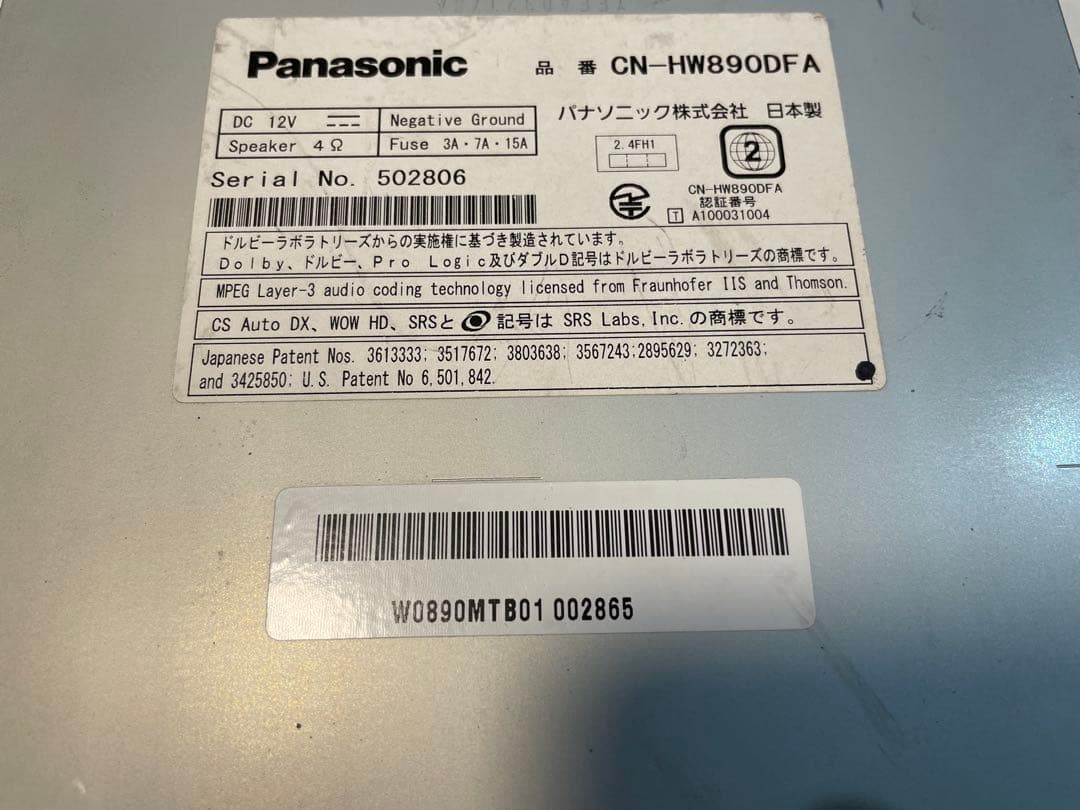 Panasonic 品番 CN-HW890DFA
DC 12V Negative Ground
パナソニック株式会社 日本製
Speaker 4Ω Fuse 3A・7A・15A
2.4FH1
2
Serial No. 502806
CN-HW890DFA
認証番号
T A100031004
ドルビーラボラトリーズからの実施権に基づき製造されています。
Dolby、ドルビー、Pro Logic及びダブルD記号はドルビーラボラトリーズの商標です。
MPEG Layer-3 audio coding technology licensed from Fraunhofer IIS and Thomson.
CS Auto DX、WOW HD、SRSと 記号は SRS Labs, Inc. の商標です。
Japanese Patent Nos. 3613333; 3517672; 3803638; 3567243;2895629; 3272363;
and 3425850; U.S. Patent No 6,501,842.
W0890MTB01 002865